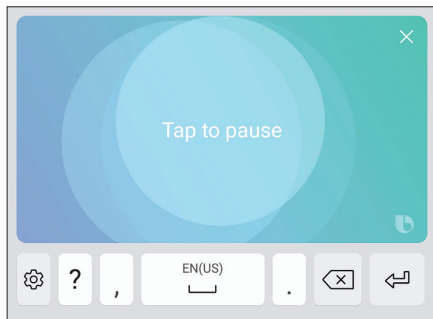 Tap to pause
? , EN(US) .